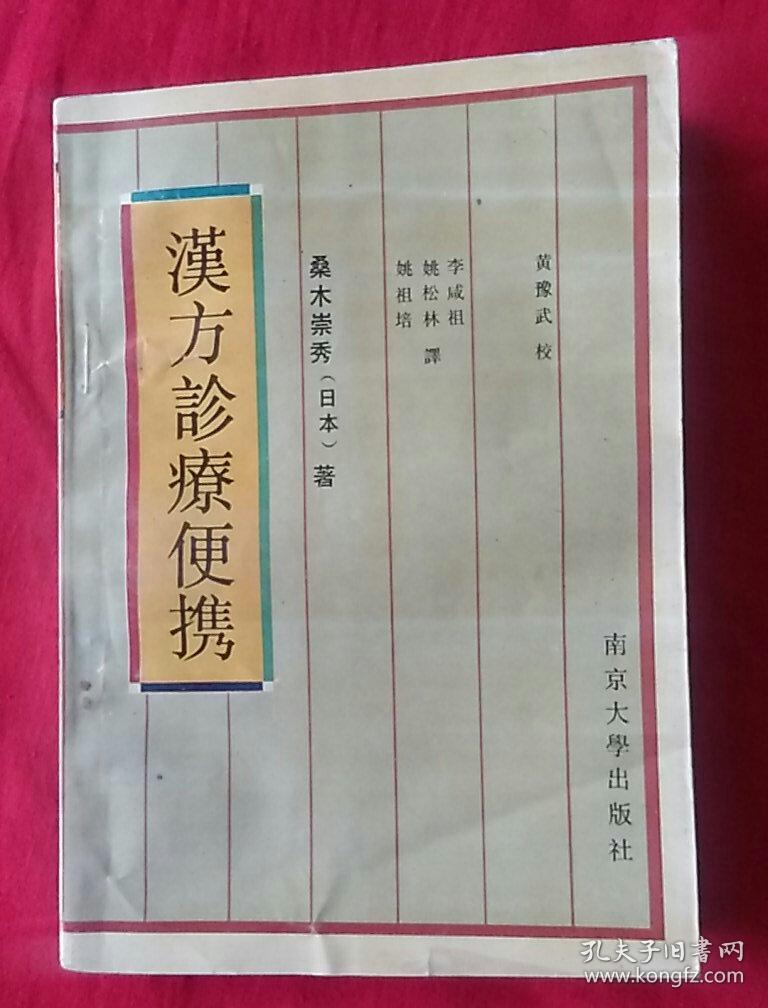 漢方診療便攜
桑木崇秀（日本）著
李咸祖
姚松林 譯
姚祖培
黄豫武 校
南京大學出版社
孔夫子旧书网
www.kongfz.com